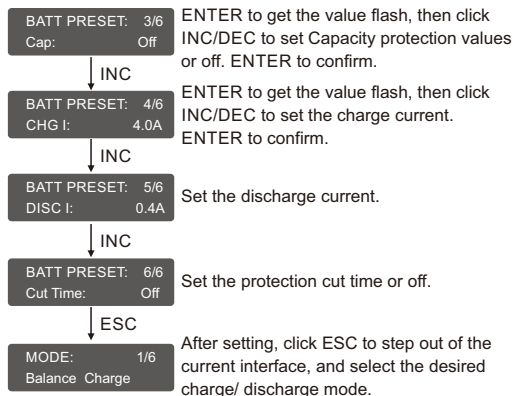 BATT PRESET: 3/6
Cap: Off
ENTER to get the value flash, then click
INC/DEC to set Capacity protection values
or off. ENTER to confirm.
INC
BATT PRESET: 4/6
CHG I: 4.0A
ENTER to get the value flash, then click
INC/DEC to set the charge current.
ENTER to confirm.
INC
BATT PRESET: 5/6
DISC I: 0.4A
Set the discharge current.
INC
BATT PRESET: 6/6
Cut Time: Off
Set the protection cut time or off.
ESC
MODE: 1/6
Balance Charge
After setting, click ESC to step out of the
current interface, and select the desired
charge/ discharge mode.